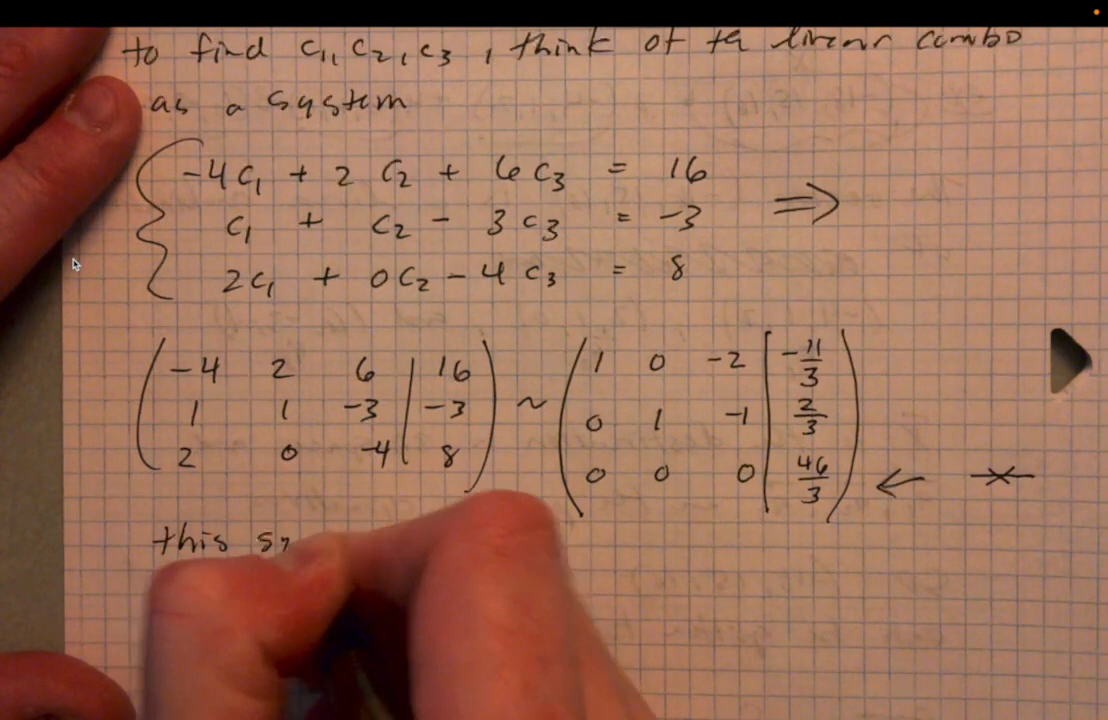 to find c₁, c₂, c₃, think of th linear combo
as a system
-4c₁ + 2c₂ + 6c₃ = 16
c₁ + c₂ - 3c₃ = -3 ⟹
2c₁ + 0c₂ - 4c₃ = 8
( -4 2 6 | 16 ) ~ ( 1 0 -2 | -11/3 )
( 1 1 -3 | -3 ) ( 0 1 -1 | 2/3 )
( 2 0 -4 | 8 ) ( 0 0 0 | 46/3 ) ←
this sy